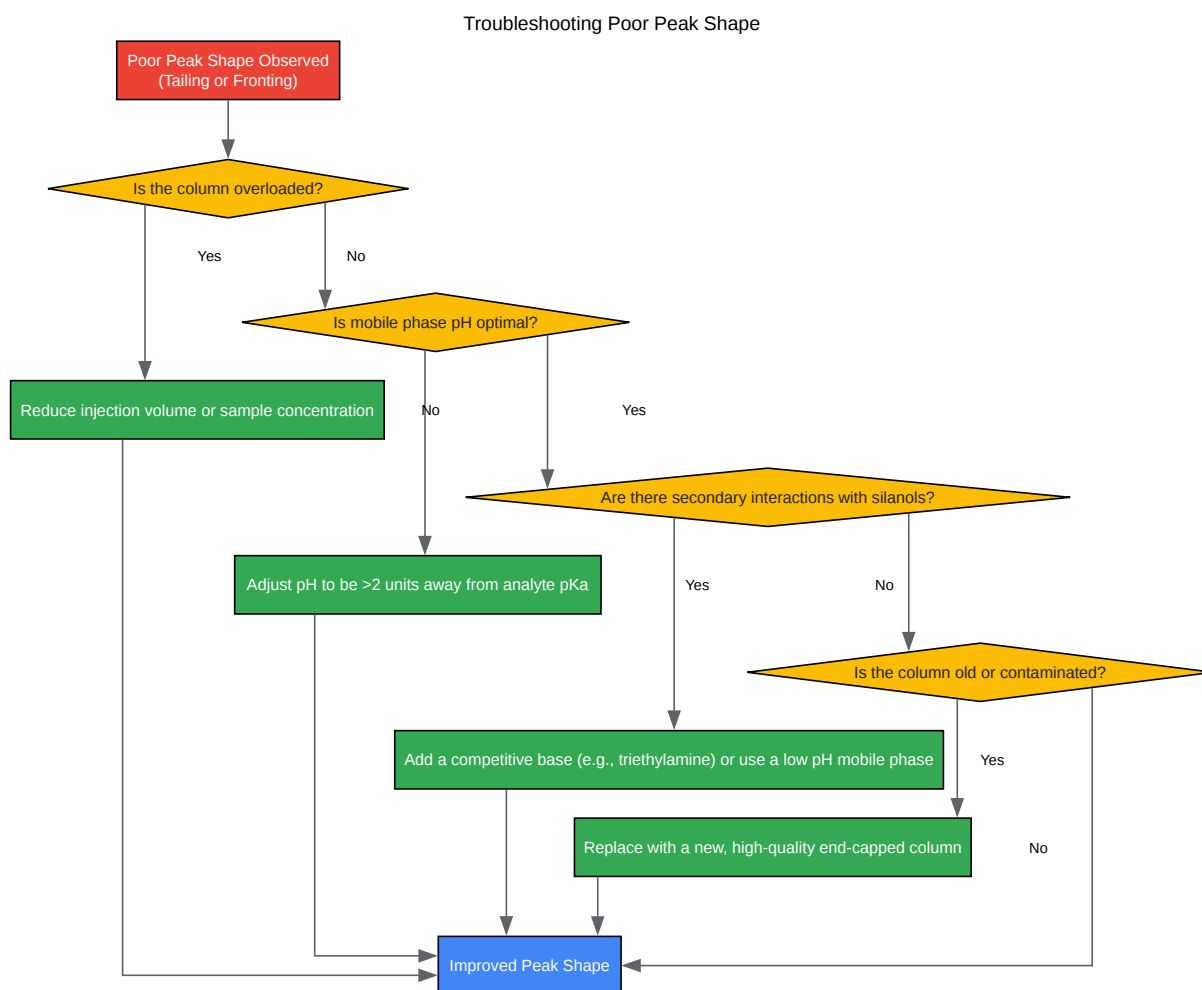 Troubleshooting Poor Peak Shape
Poor Peak Shape Observed
(Tailing or Fronting)
Is the column overloaded?
Yes
No
Is mobile phase pH optimal?
Reduce injection volume or sample concentration
No
Yes
Are there secondary interactions with silanols?
Adjust pH to be >2 units away from analyte pKa
Yes
No
Is the column old or contaminated?
Add a competitive base (e.g., triethylamine) or use a low pH mobile phase
Yes
Replace with a new, high-quality end-capped column
No
Improved Peak Shape